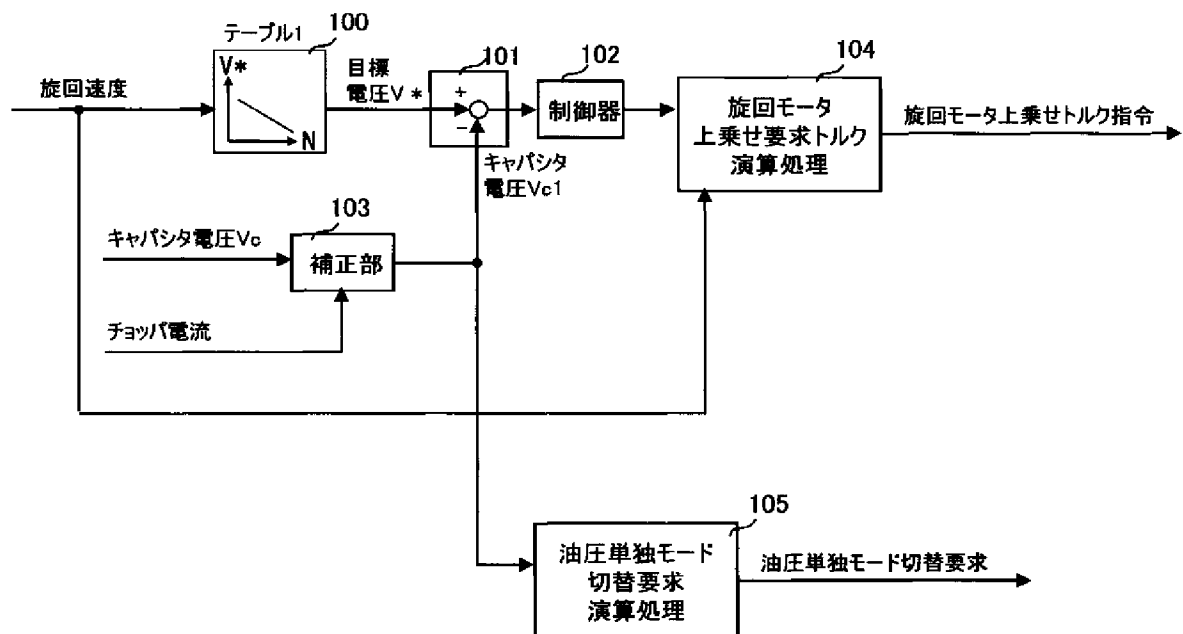 テーブル1
100
V*
N
旋回速度
目標
電圧V *
101
+
−
102
制御器
104
旋回モータ
上乗せ要求トルク
演算処理
旋回モータ上乗せトルク指令
キャパシタ
電圧Vc1
103
キャパシタ電圧Vc
補正部
チョッパ電流
105
油圧単独モード
切替要求
演算処理
油圧単独モード切替要求